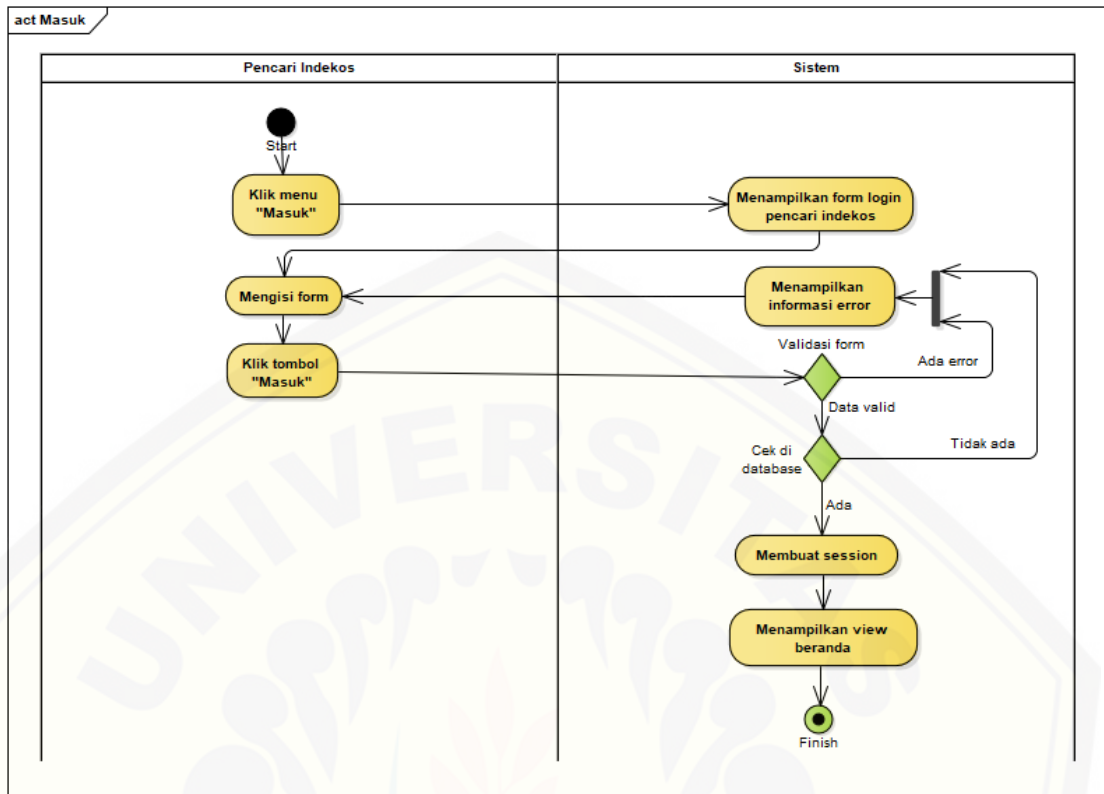 act Masuk
Pencari Indekos
Sistem
Start
Klik menu
"Masuk"
Menampilkan form login
pencari indekos
Mengisi form
Menampilkan
informasi error
Klik tombol
"Masuk"
Validasi form
Ada error
Data valid
Cek di
database
Tidak ada
Ada
Membuat session
Menampilkan view
beranda
Finish
UNIVERSITAS